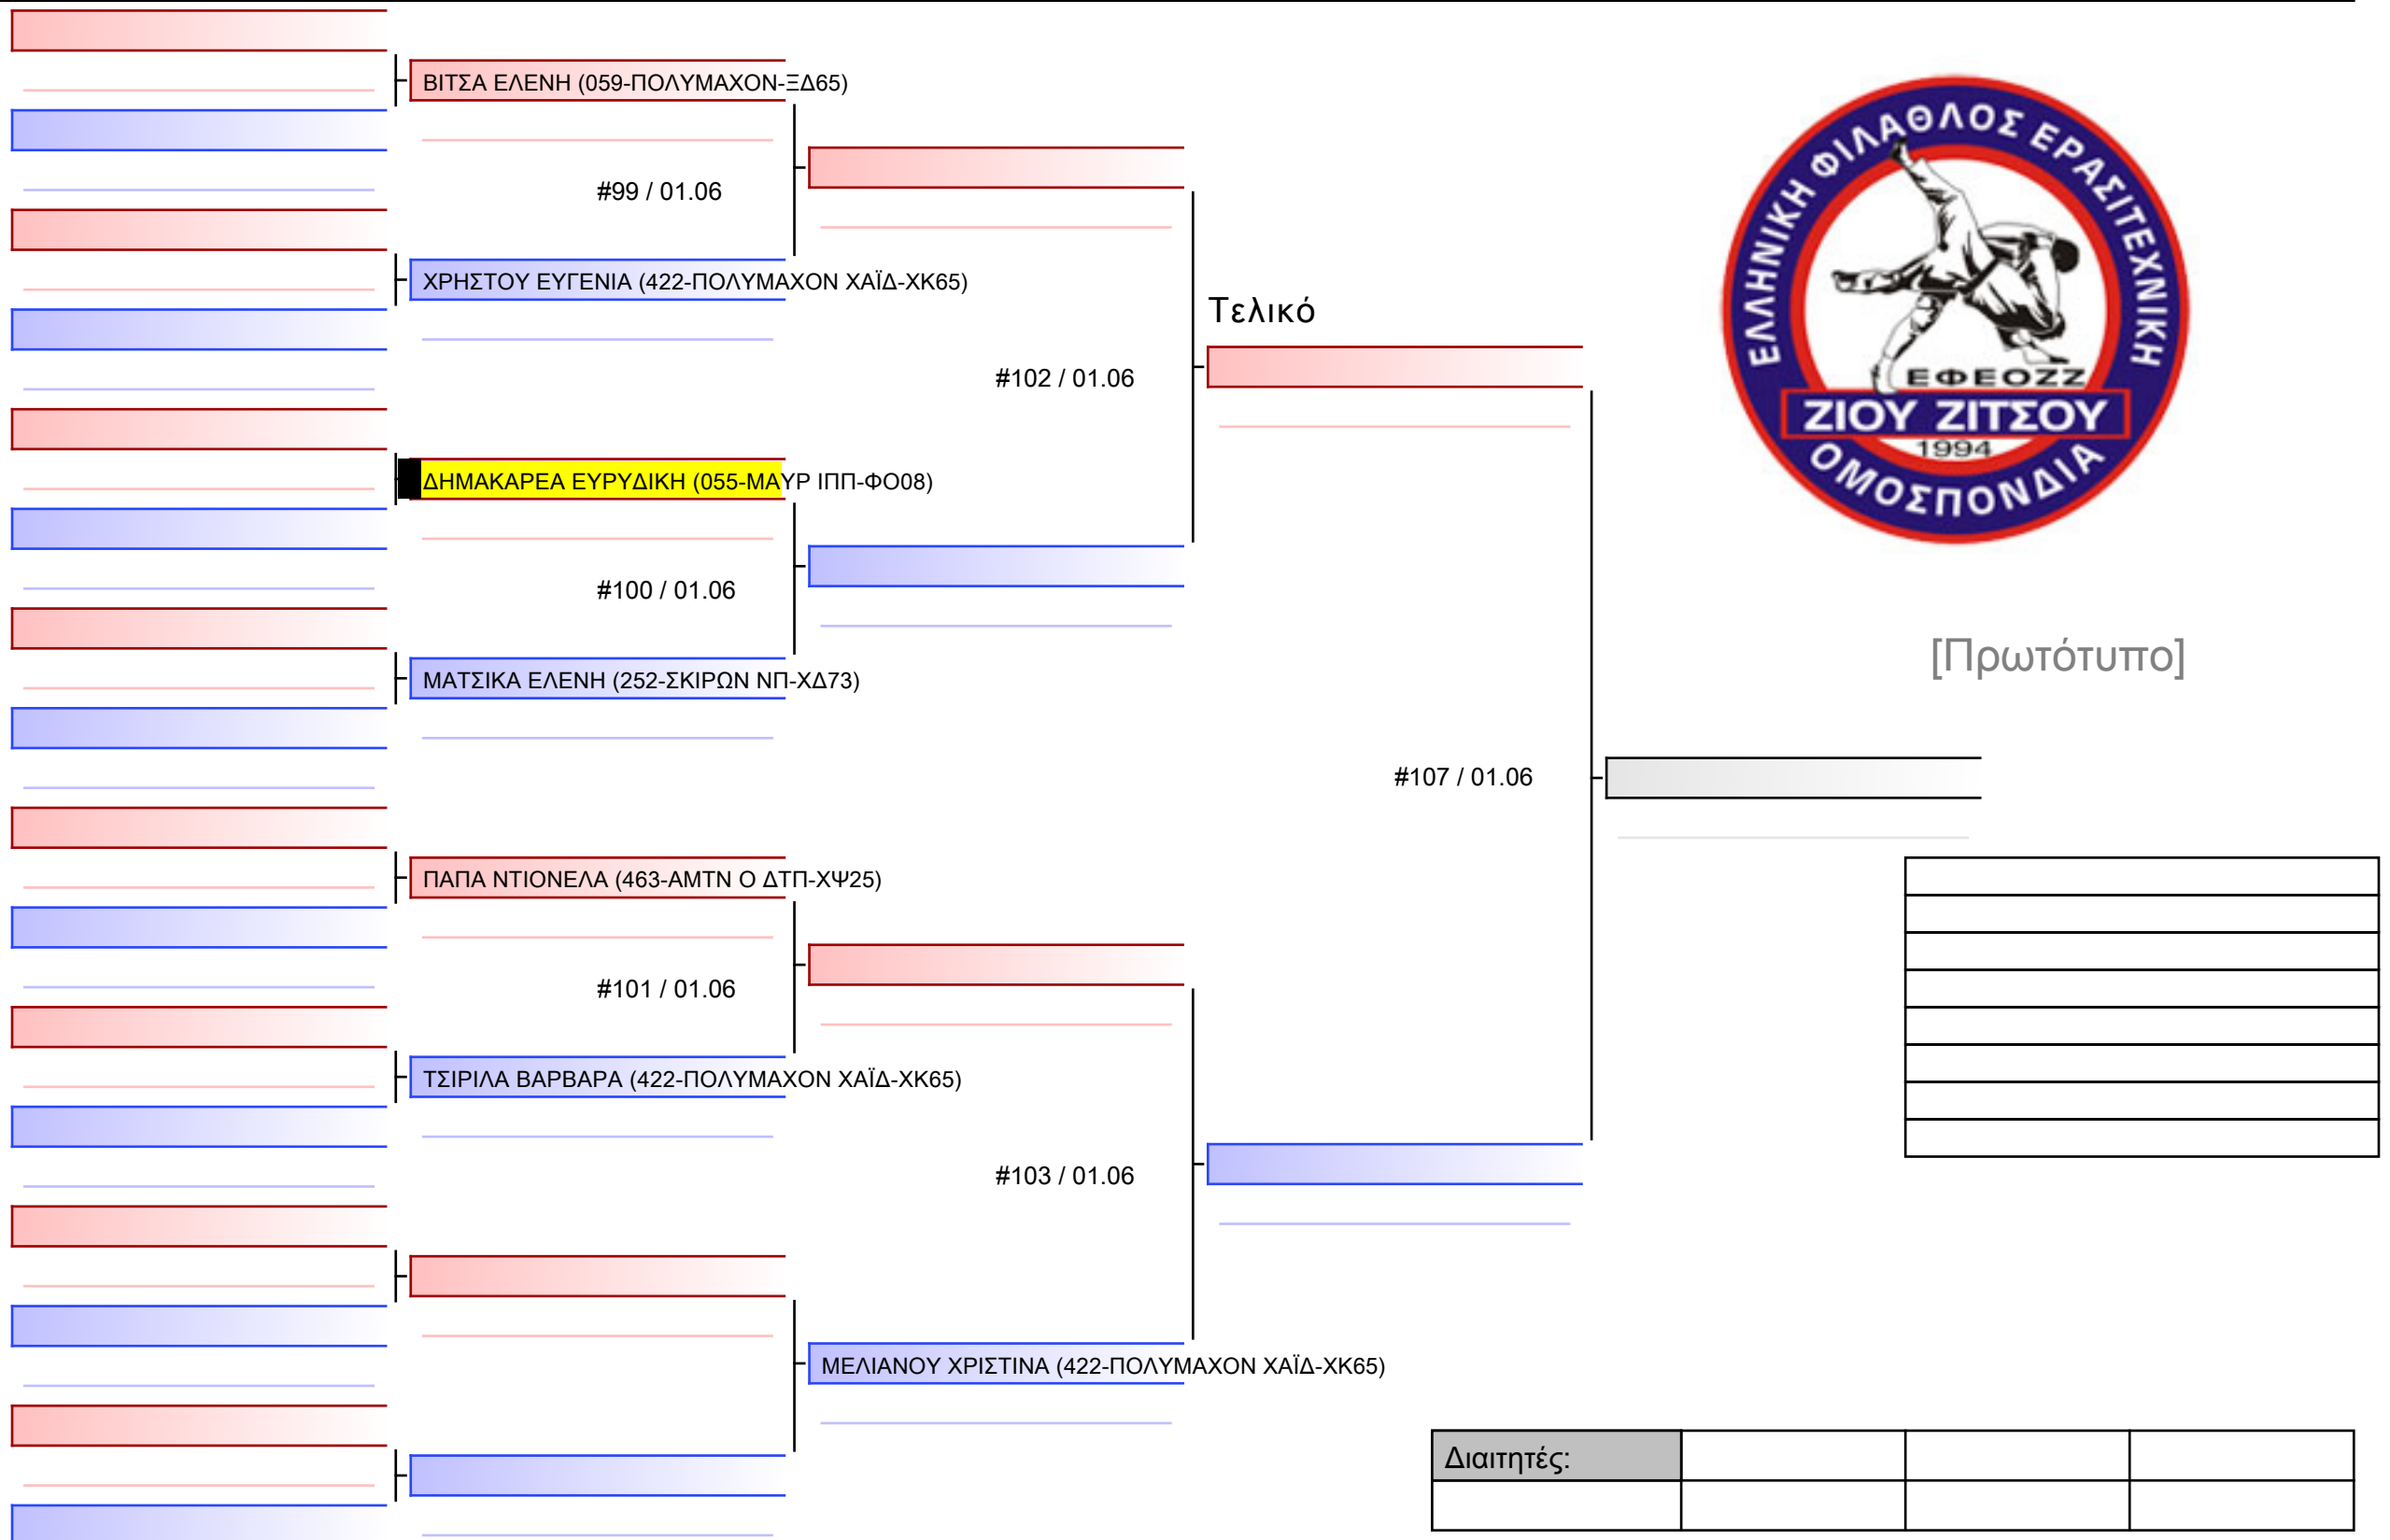 ΒΙΤΣΑ ΕΛΕΝΗ (059-ΠΟΛΥΜΑΧΟΝ-ΞΔ65)
#99 / 01.06
ΧΡΗΣΤΟΥ ΕΥΓΕΝΙΑ (422-ΠΟΛΥΜΑΧΟΝ ΧΑΪΔ-ΧΚ65)
Τελικό
#102 / 01.06
ΔΗΜΑΚΑΡΕΑ ΕΥΡΥΔΙΚΗ (055-ΜΑΥΡ ΙΠΠ-ΦΟ08)
#100 / 01.06
ΜΑΤΣΙΚΑ ΕΛΕΝΗ (252-ΣΚΙΡΩΝ ΝΠ-ΧΔ73)
#107 / 01.06
ΠΑΠΑ ΝΤΙΟΝΕΛΑ (463-ΑΜΤΝ Ο ΔΤΠ-ΧΨ25)
#101 / 01.06
ΤΣΙΡΙΛΑ ΒΑΡΒΑΡΑ (422-ΠΟΛΥΜΑΧΟΝ ΧΑΪΔ-ΧΚ65)
#103 / 01.06
ΜΕΛΙΑΝΟΥ ΧΡΙΣΤΙΝΑ (422-ΠΟΛΥΜΑΧΟΝ ΧΑΪΔ-ΧΚ65)
ΕΛΛΗΝΙΚΗ ΦΙΛΑΘΛΟΣ ΕΡΑΣΙΤΕΧΝΙΚΗ
ΕΦΕΟΖΖ
ΖΙΟΥ ΖΙΤΣΟΥ
1994
ΟΜΟΣΠΟΝΔΙΑ
[Πρωτότυπο]
Διαιτητές: